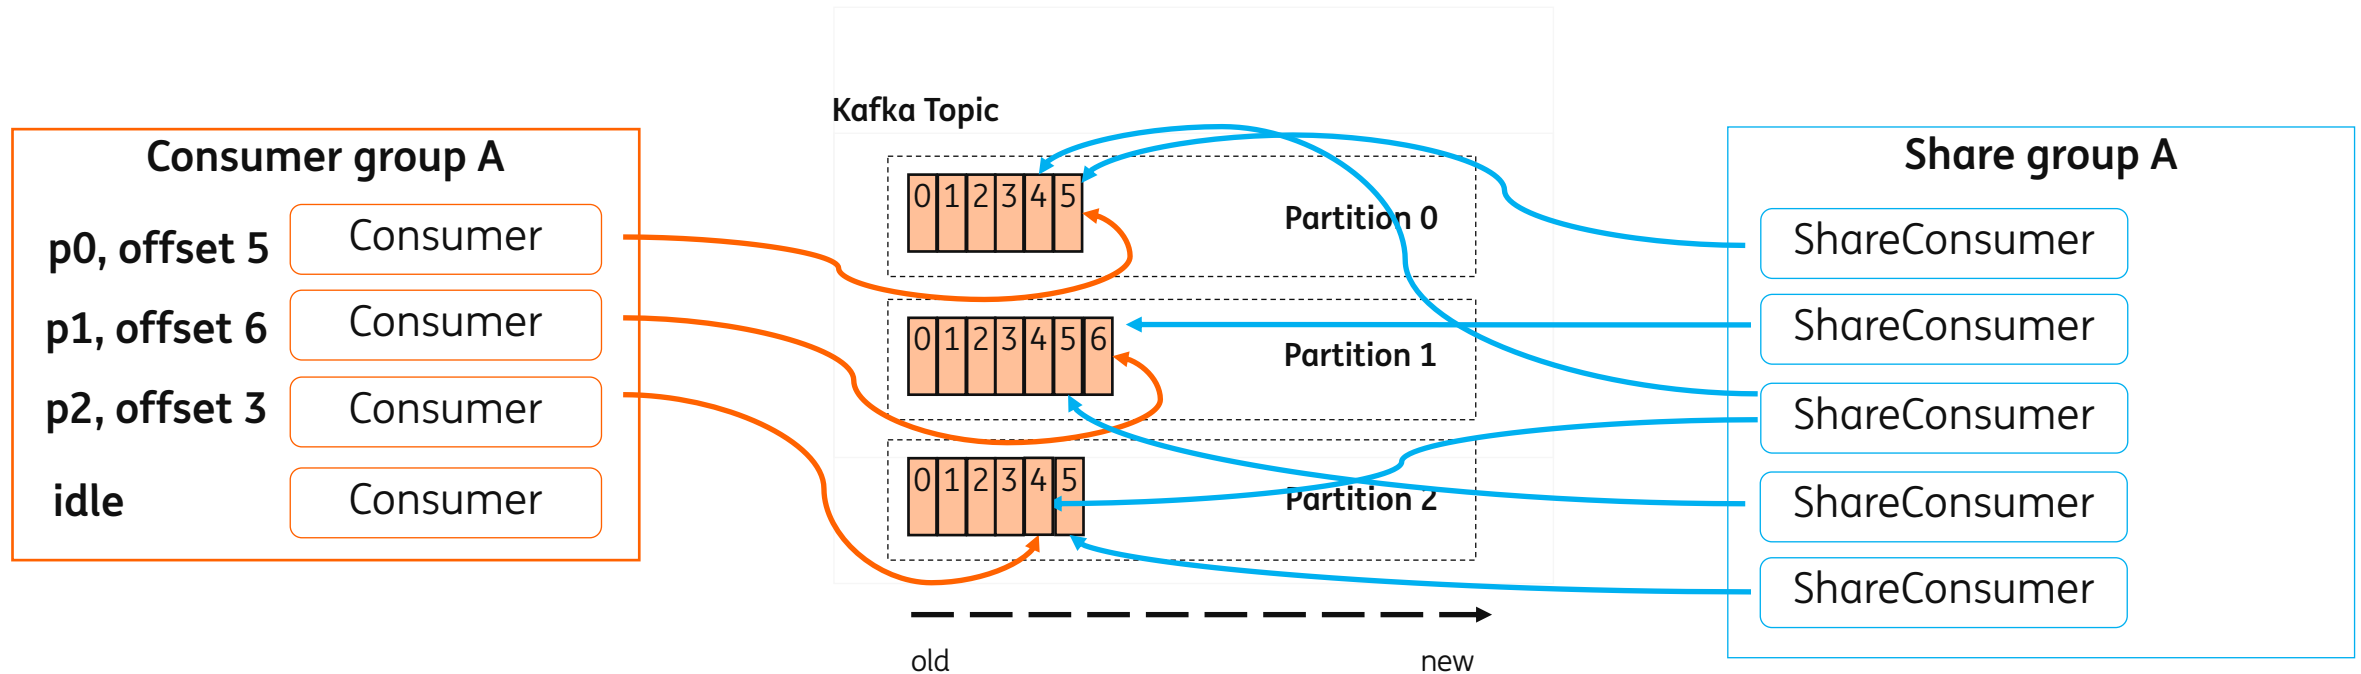 Kafka Topic
Consumer group A
p0, offset 5 Consumer
p1, offset 6 Consumer
p2, offset 3 Consumer
idle Consumer
0 1 2 3 4 5 Partition 0
0 1 2 3 4 5 6 Partition 1
0 1 2 3 4 5 Partition 2
old new
Share group A
ShareConsumer
ShareConsumer
ShareConsumer
ShareConsumer
ShareConsumer